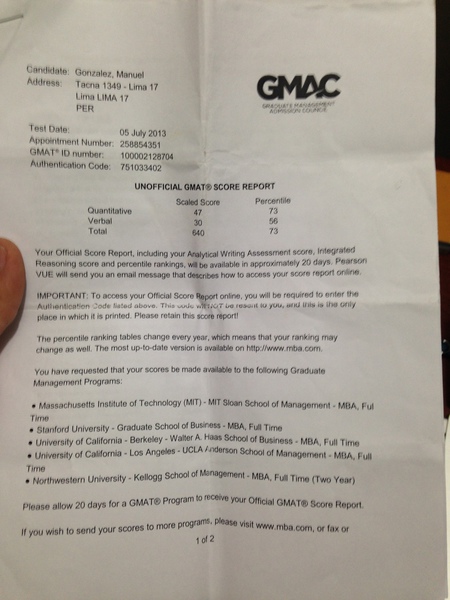 Candidate: Gonzalez, Manuel
Address: Tacna 1349 - Lima 17
Lima LIMA 17
PER
GMAC
GRADUATE MANAGEMENT
ADMISSION COUNCIL
Test Date: 05 July 2013
Appointment Number: 258854351
GMAT® ID number: 100002128704
Authentication Code: 751033402
UNOFFICIAL GMAT® SCORE REPORT
Scaled Score Percentile
Quantitative 47 73
Verbal 30 56
Total 640 73
Your Official Score Report, including your Analytical Writing Assessment score, Integrated
Reasoning score and percentile rankings, will be available in approximately 20 days. Pearson
VUE will send you an email message that describes how to access your score report online.
IMPORTANT: To access your Official Score Report online, you will be required to enter the
Authentication Code listed above. This code will NOT be resent to you, and this is the only
place in which it is printed. Please retain this score report!
The percentile ranking tables change every year, which means that your ranking may
change as well. The most up-to-date version is available on http://www.mba.com.
You have requested that your scores be made available to the following Graduate
Management Programs:
• Massachusetts Institute of Technology (MIT) - MIT Sloan School of Management - MBA, Full
Time
• Stanford University - Graduate School of Business - MBA, Full Time
• University of California - Berkeley - Walter A. Haas School of Business - MBA, Full Time
• University of California - Los Angeles - UCLA Anderson School of Management - MBA, Full
Time
• Northwestern University - Kellogg School of Management - MBA, Full Time (Two Year)
Please allow 20 days for a GMAT® Program to receive your Official GMAT® Score Report.
If you wish to send your scores to more programs, please visit www.mba.com, or fax or
1 of 2